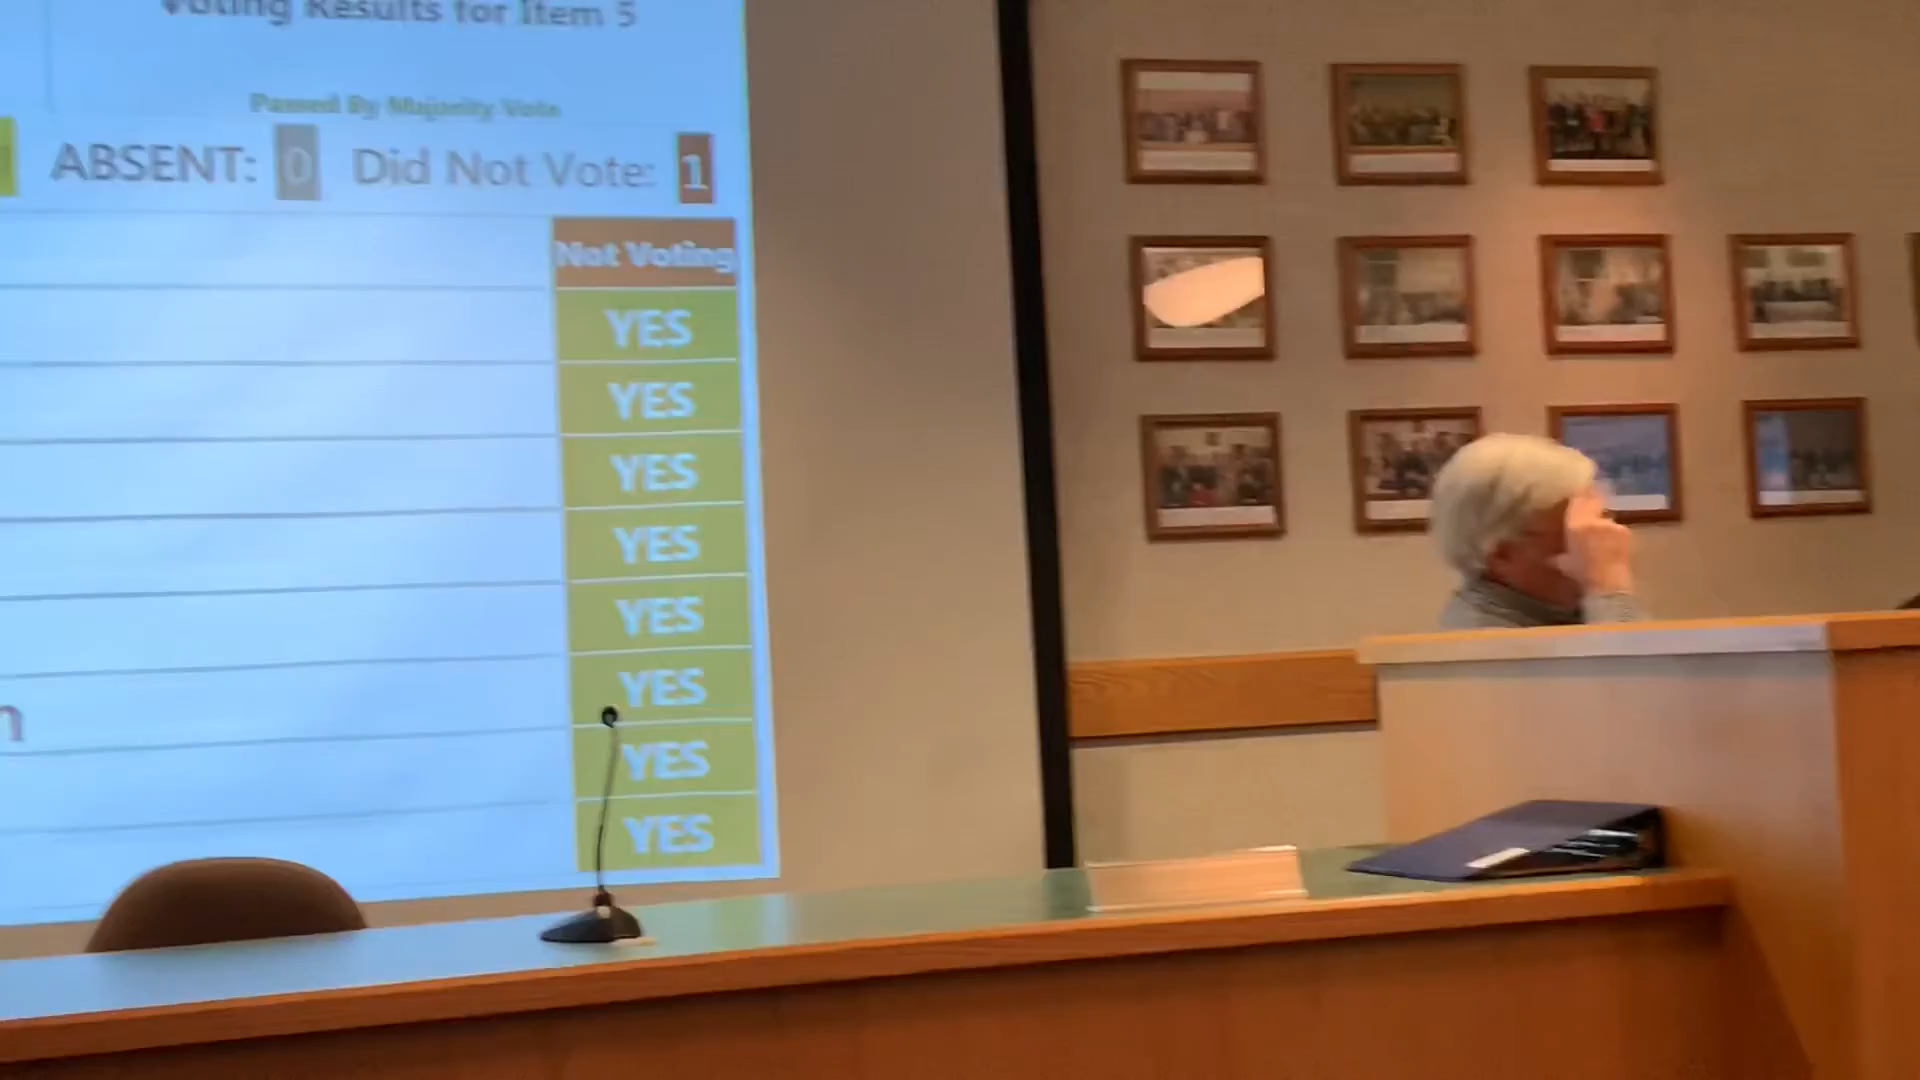 Voting Results for Item 5
Passed By Majority Vote
ABSENT: 0 Did Not Vote: 1
Not Voting
YES
YES
YES
YES
YES
YES
n
YES
YES